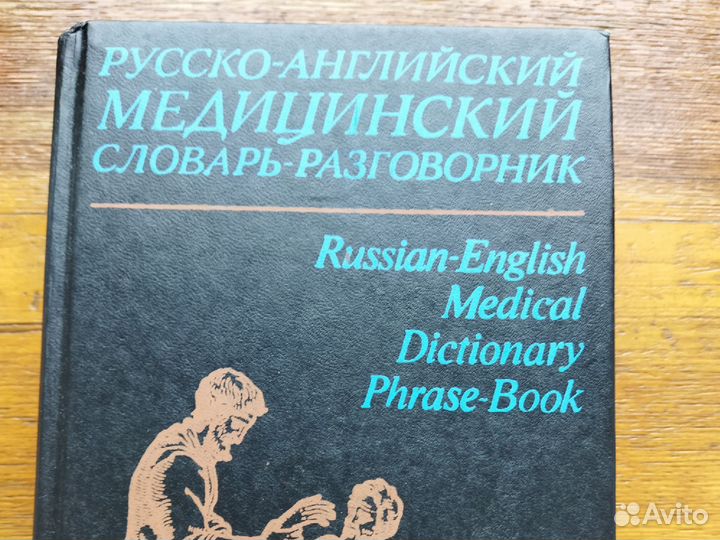 РУССКО-АНГЛИЙСКИЙ
МЕДИЦИНСКИЙ
СЛОВАРЬ-РАЗГОВОРНИК
Russian-English
Medical
Dictionary
Phrase-Book
Avito